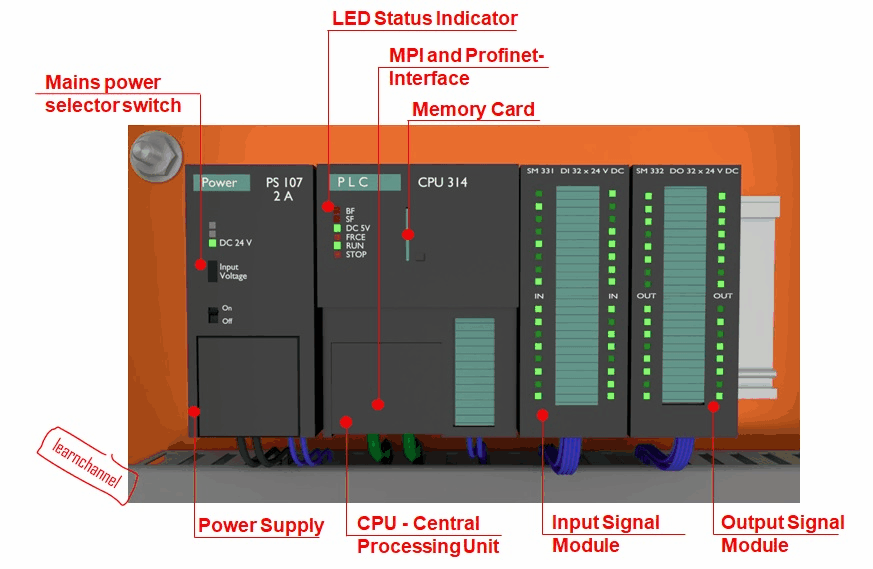 LED Status Indicator
MPI and Profinet-
Interface
Mains power
selector switch
Memory Card
Power
PS 107
2 A
DC 24 V
Input
Voltage
On
Off
PLC
CPU 314
BF
SF
DC 5V
FRCE
RUN
STOP
SM 331 DI 32 x 24 V DC
IN
IN
SM 332 DO 32 x 24 V DC
OUT
OUT
learnchannel
Power Supply
CPU - Central
Processing Unit
Input Signal
Module
Output Signal
Module